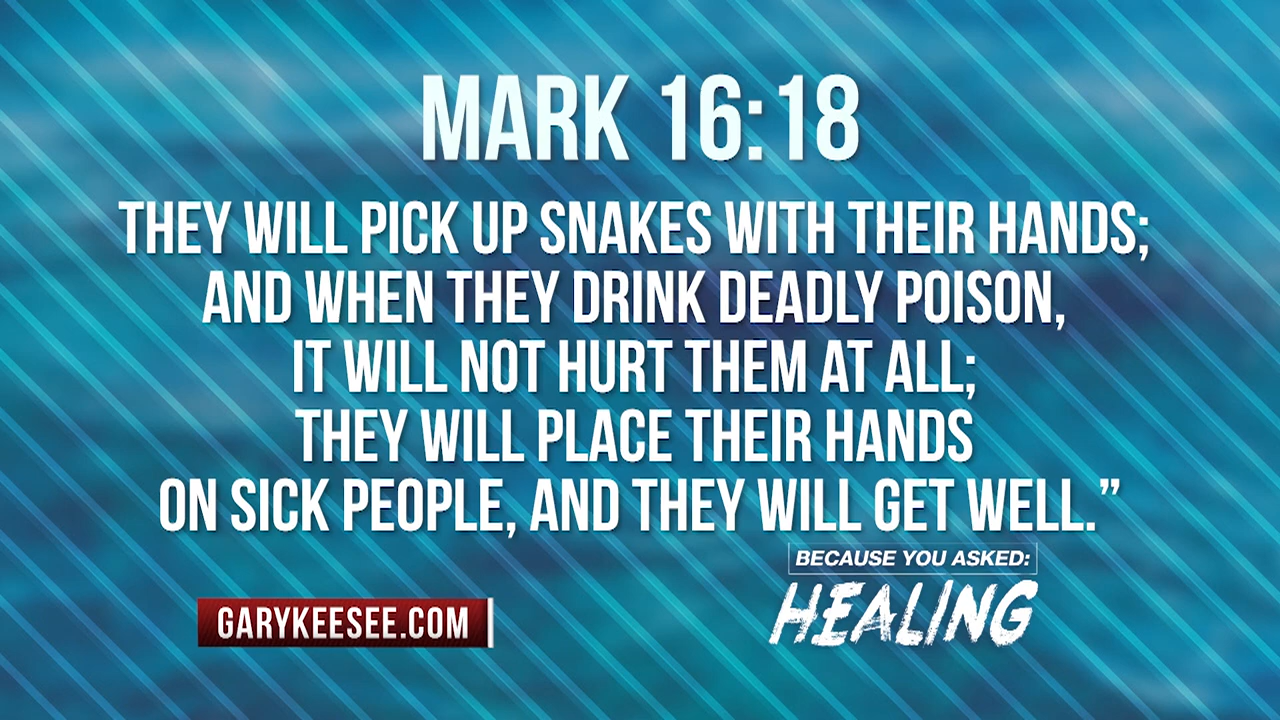 MARK 16:18
THEY WILL PICK UP SNAKES WITH THEIR HANDS;
AND WHEN THEY DRINK DEADLY POISON,
IT WILL NOT HURT THEM AT ALL;
THEY WILL PLACE THEIR HANDS
ON SICK PEOPLE, AND THEY WILL GET WELL.”
BECAUSE YOU ASKED:
HEALING
GARYKEESEE.COM